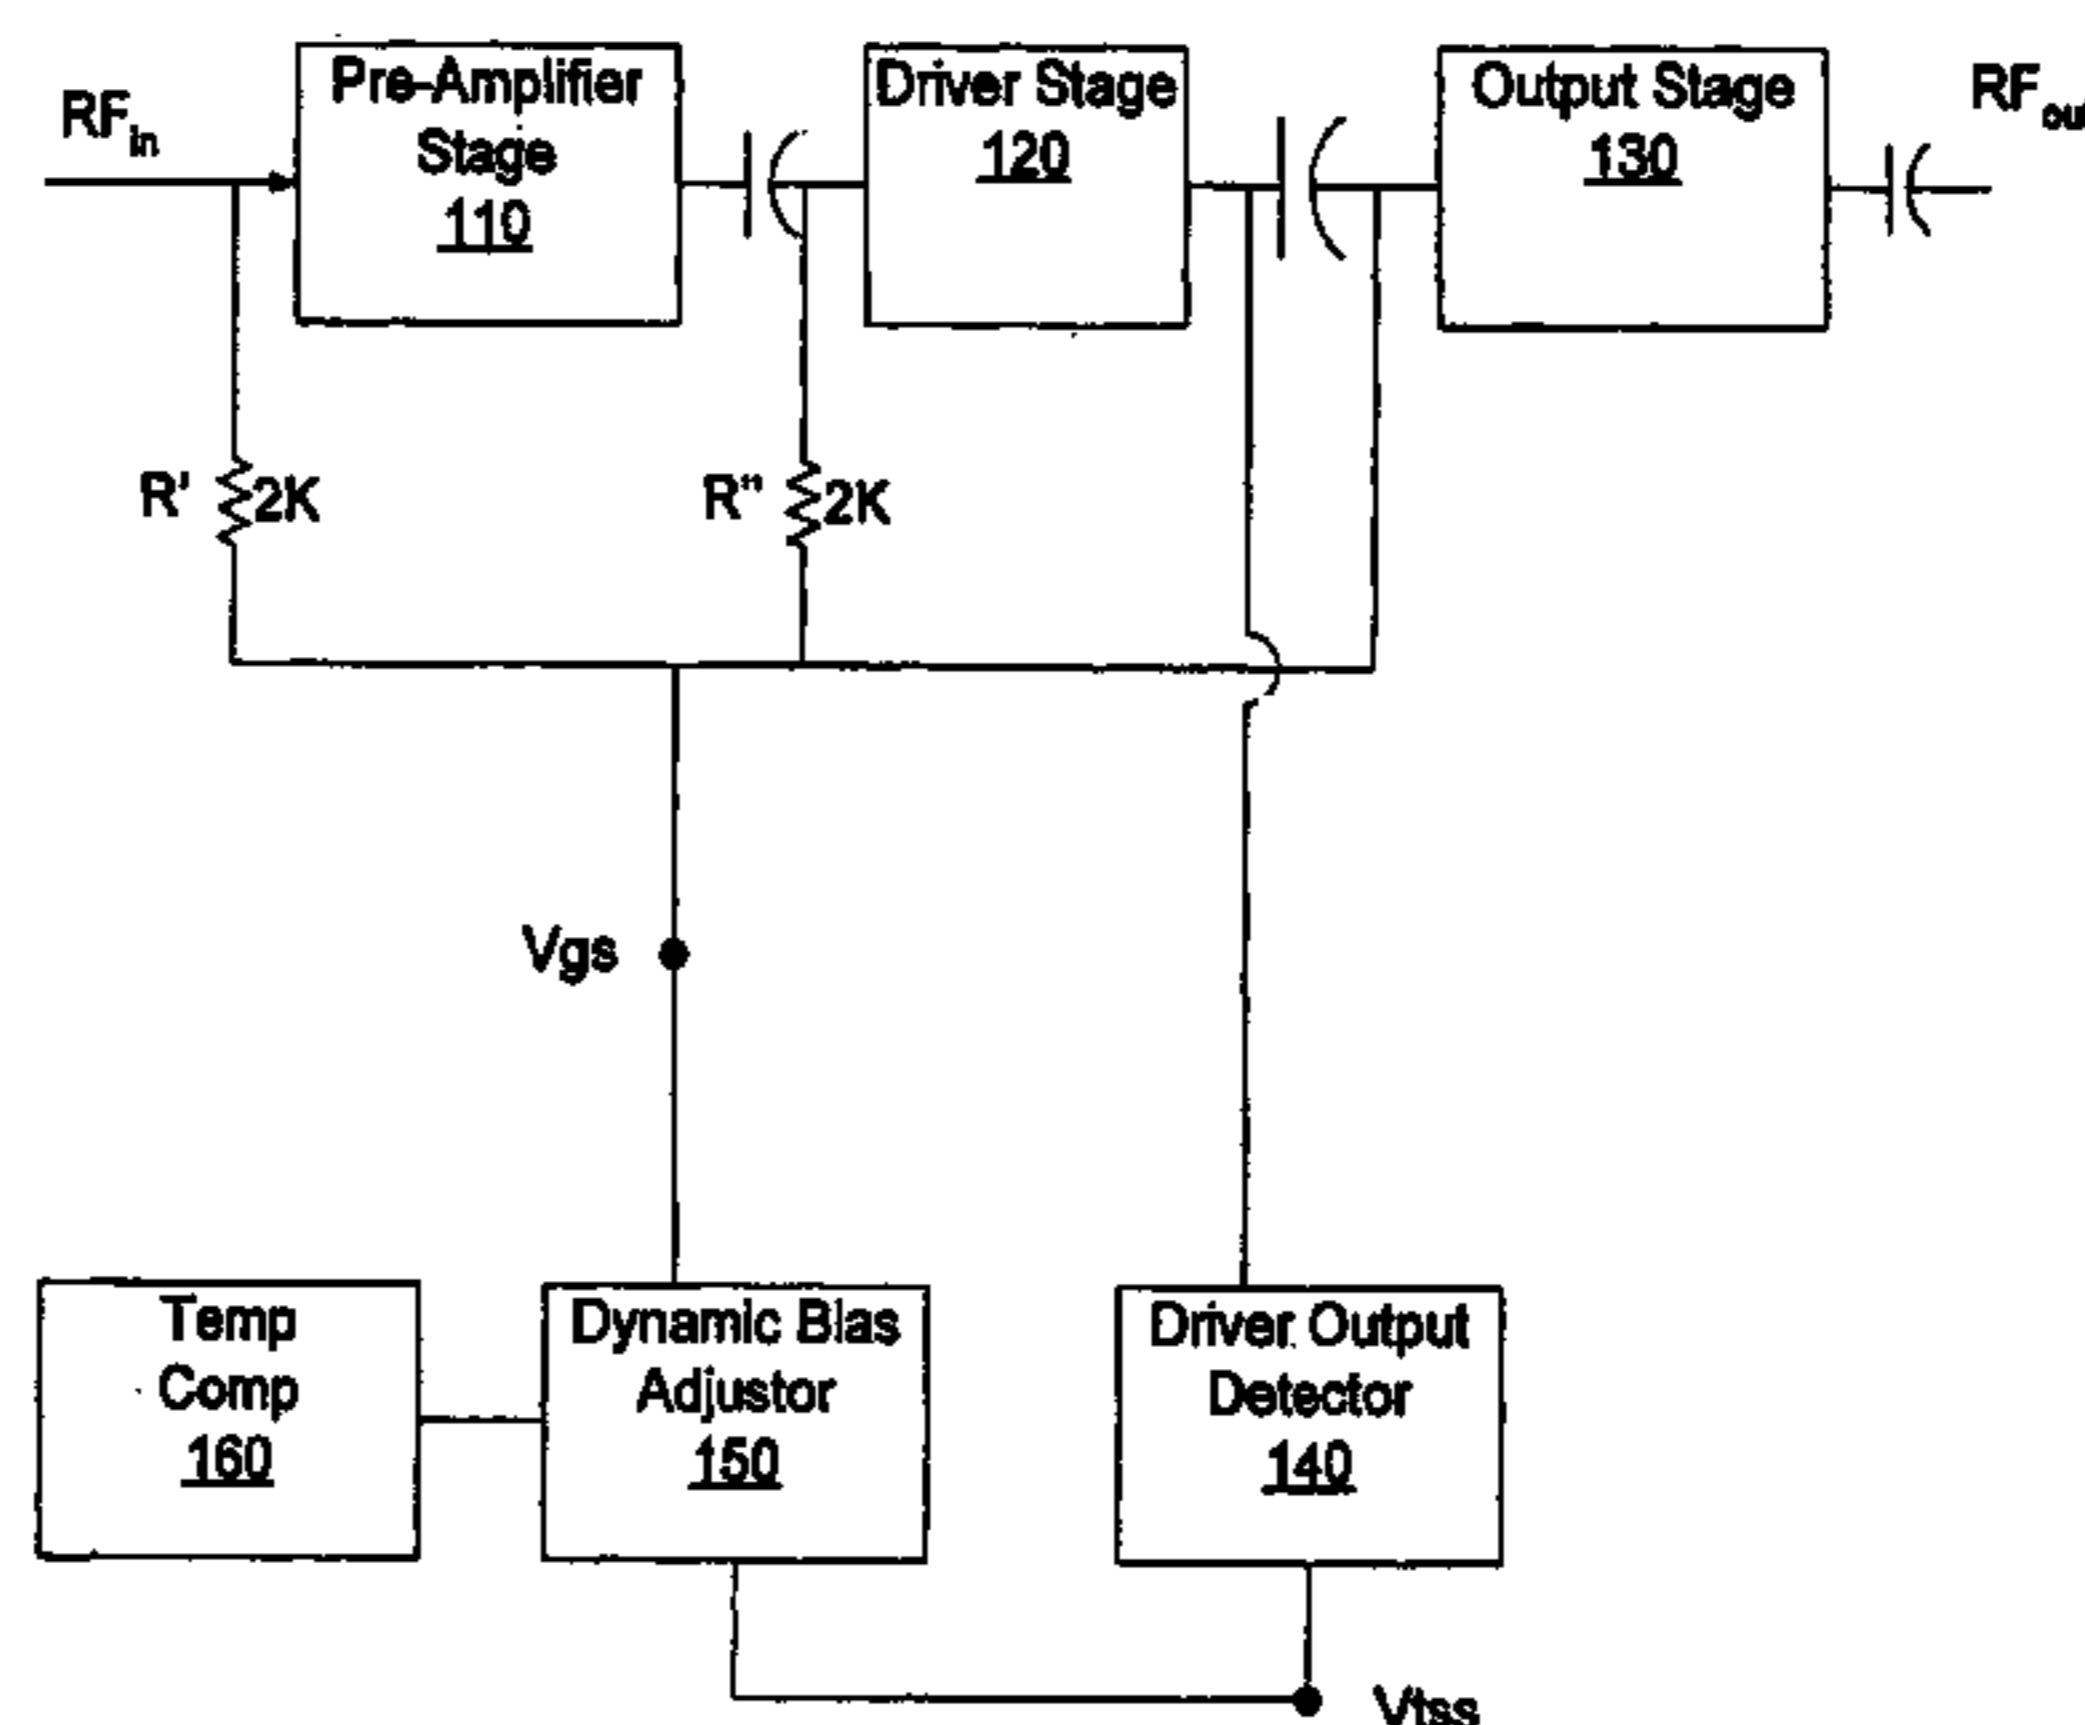 RFin
Pre-Amplifier
Stage
110
Driver Stage
120
Output Stage
130
RFout
R' 2K
R" 2K
Vgs
Temp
Comp
160
Dynamic Bias
Adjustor
150
Driver Output
Detector
140
Vtss